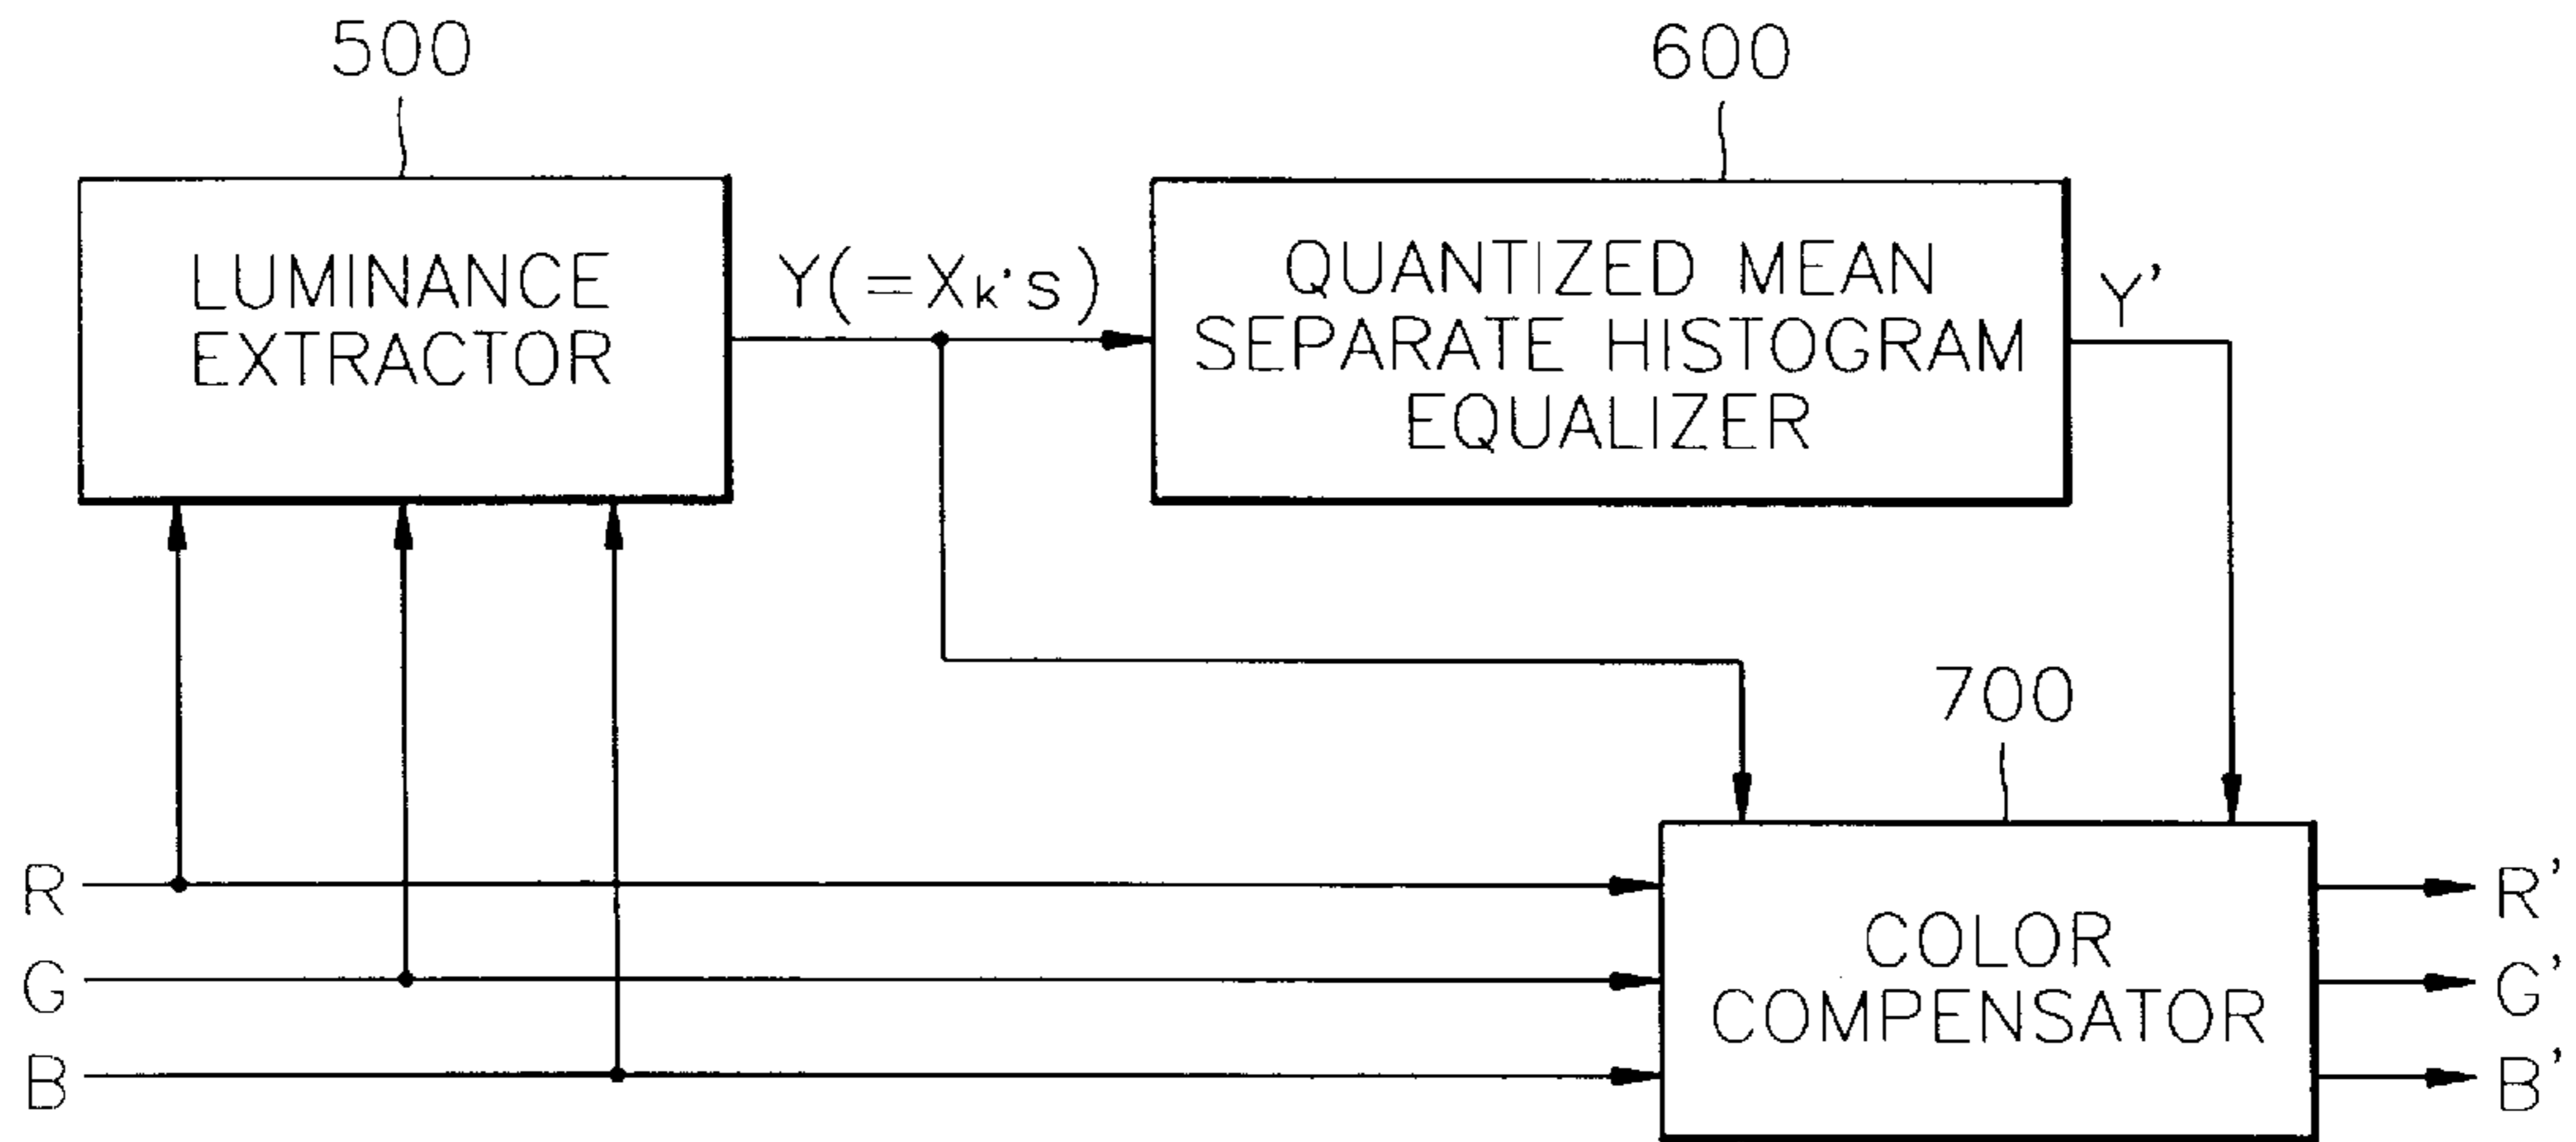 500
600
LUMINANCE
EXTRACTOR
Y(=Xk's)
QUANTIZED MEAN
SEPARATE HISTOGRAM
EQUALIZER
Y'
700
R
G
B
COLOR
COMPENSATOR
R'
G'
B'